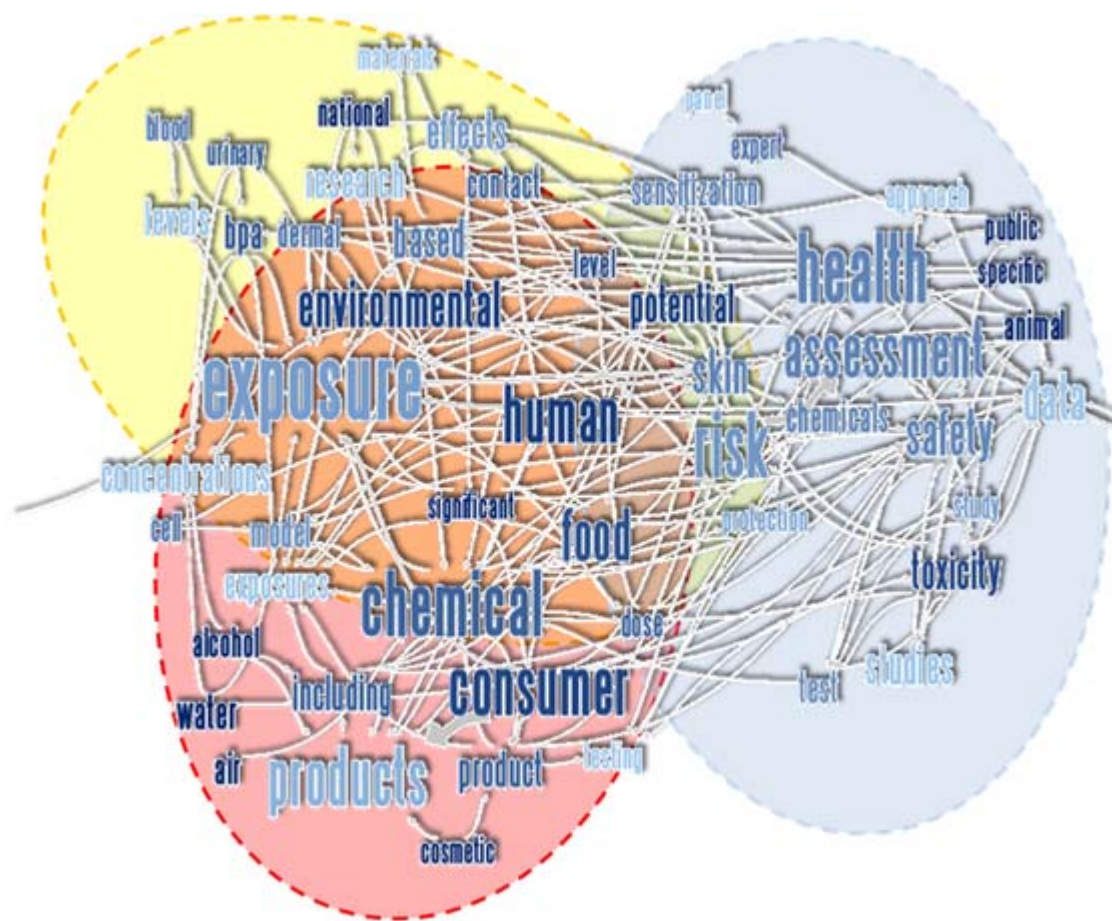 materials
panel
national
blood
effects
expert
urinary
research
contact
sensitization
approach
levels
bpa
dermal
based
public
level
health
specific
environmental
potential
animal
assessment
exposure
skin
data
human
chemicals
safety
risk
concentrations
significant
cell
model
food
protection
study
exposures
toxicity
chemical
dose
alcohol
studies
including
consumer
test
water
testing
air
products
product
cosmetic